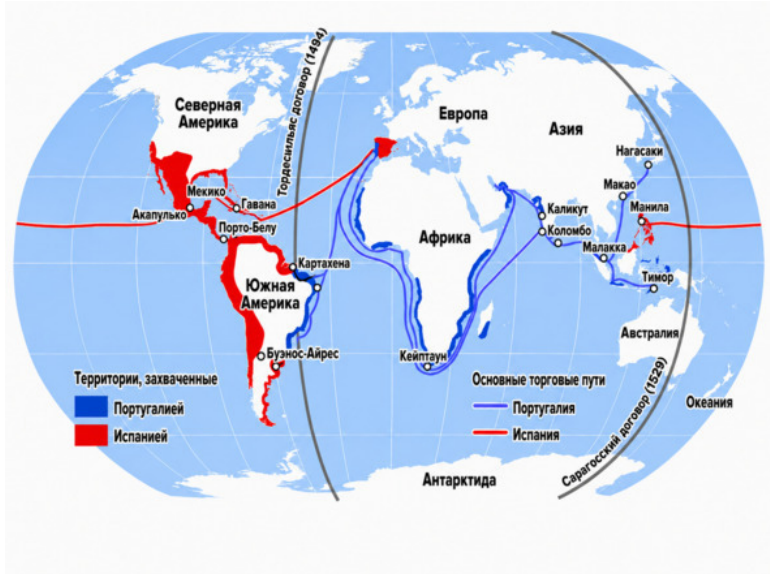 Тордесильяс договор (1494)
Северная
Америка
Европа
Азия
Нагасаки
Мекико
Гавана
Макао
Акапулько
Каликут
Манила
Порто-Белу
Коломбо
Африка
Малакка
Картахена
Южная
Америка
Тимор
Австралия
Буэнос-Айрес
Кейптаун
Территории, захваченные
Португалией
Испанией
Основные торговые пути
Португалия
Испания
Сарагосский договор (1529)
Океания
Антарктида